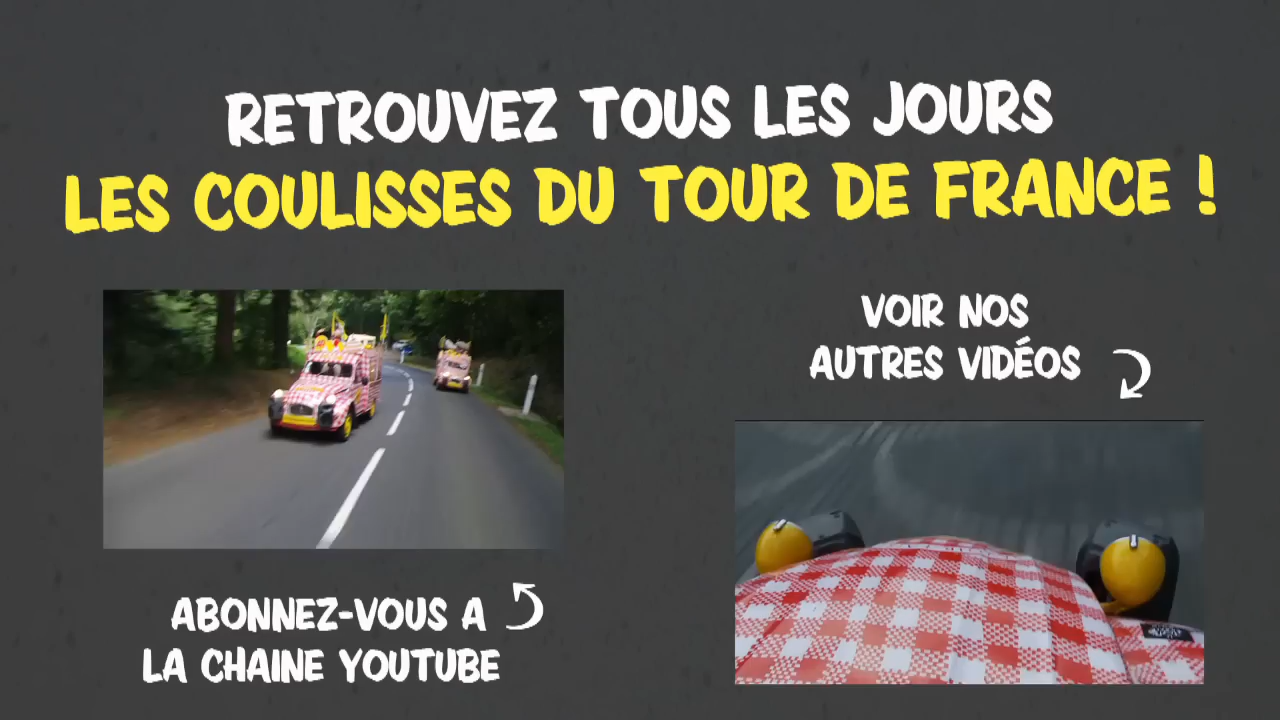 RETROUVEZ TOUS LES JOURS
LES COULISSES DU TOUR DE FRANCE !
VOIR NOS
AUTRES VIDÉOS
ABONNEZ-VOUS A
LA CHAINE YOUTUBE